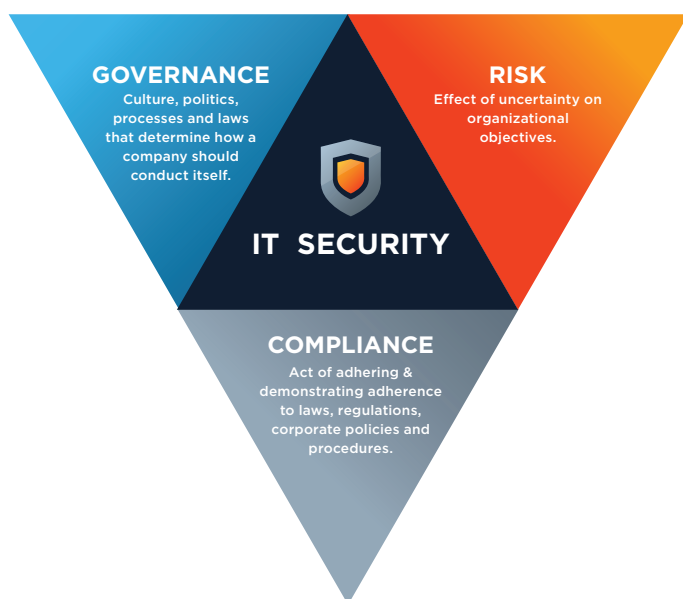 GOVERNANCE
Culture, politics,
processes and laws
that determine how a
company should
conduct itself.
RISK
Effect of uncertainty on
organizational
objectives.
IT SECURITY
COMPLIANCE
Act of adhering &
demonstrating adherence
to laws, regulations,
corporate policies and
procedures.